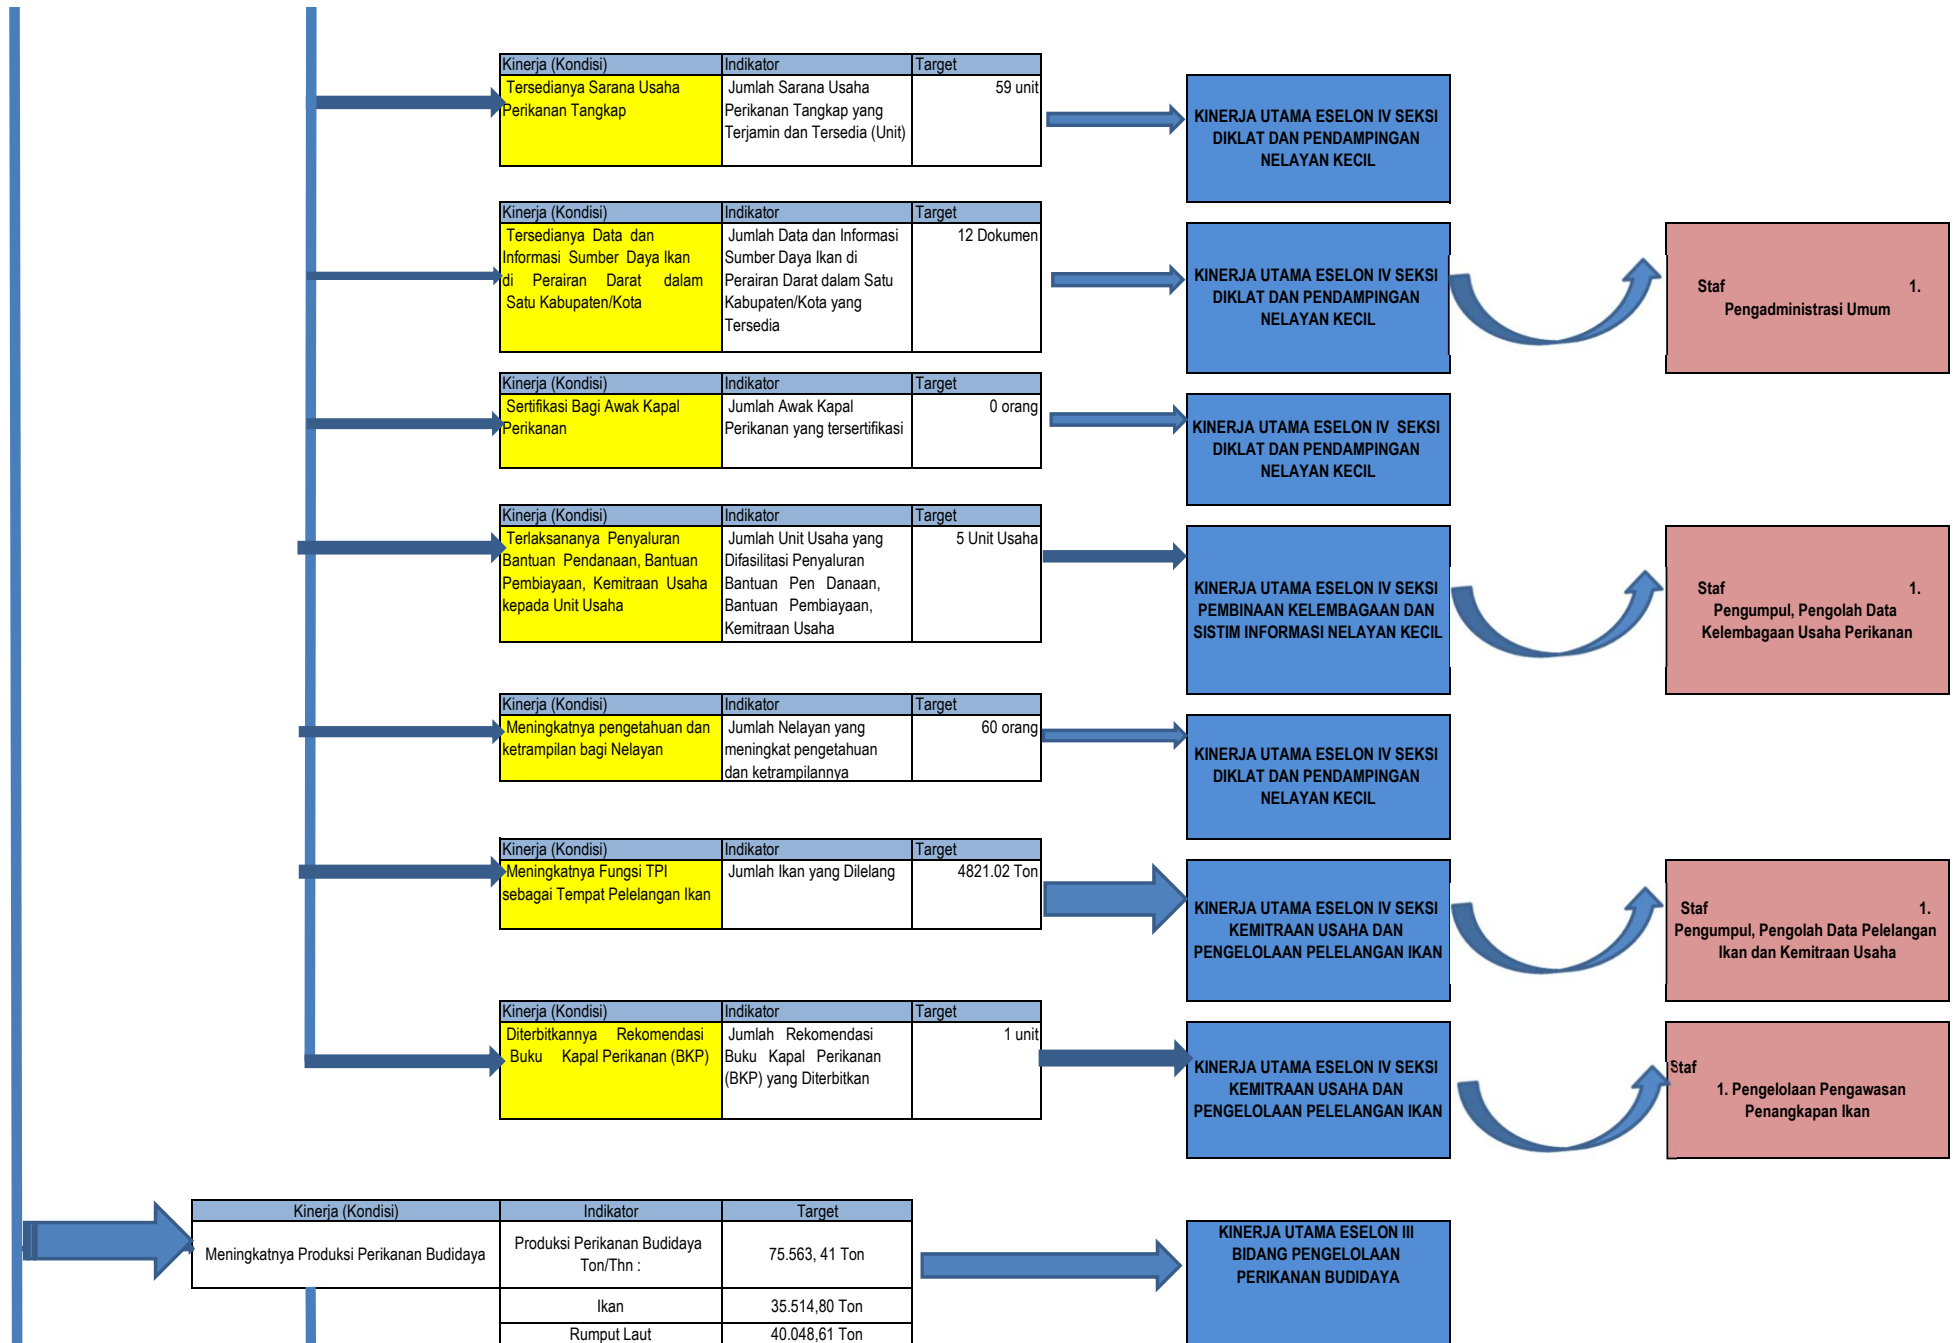 Kinerja (Kondisi) Indikator Target
Tersedianya Sarana Usaha
Perikanan Tangkap
Jumlah Sarana Usaha
Perikanan Tangkap yang
Terjamin dan Tersedia (Unit)
59 unit
KINERJA UTAMA ESELON IV SEKSI
DIKLAT DAN PENDAMPINGAN
NELAYAN KECIL
Kinerja (Kondisi) Indikator Target
Tersedianya Data dan
Informasi Sumber Daya Ikan
di Perairan Darat dalam
Satu Kabupaten/Kota
Jumlah Data dan Informasi
Sumber Daya Ikan di
Perairan Darat dalam Satu
Kabupaten/Kota yang
Tersedia
12 Dokumen
KINERJA UTAMA ESELON IV SEKSI
DIKLAT DAN PENDAMPINGAN
NELAYAN KECIL
Staf 1.
Pengadministrasi Umum
Kinerja (Kondisi) Indikator Target
Sertifikasi Bagi Awak Kapal
Perikanan
Jumlah Awak Kapal
Perikanan yang tersertifikasi
0 orang
KINERJA UTAMA ESELON IV SEKSI
DIKLAT DAN PENDAMPINGAN
NELAYAN KECIL
Kinerja (Kondisi) Indikator Target
Terlaksananya Penyaluran
Bantuan Pendanaan, Bantuan
Pembiayaan, Kemitraan Usaha
kepada Unit Usaha
Jumlah Unit Usaha yang
Difasilitasi Penyaluran
Bantuan Pen Danaan,
Bantuan Pembiayaan,
Kemitraan Usaha
5 Unit Usaha
KINERJA UTAMA ESELON IV SEKSI
PEMBINAAN KELEMBAGAAN DAN
SISTIM INFORMASI NELAYAN KECIL
Staf 1.
Pengumpul, Pengolah Data
Kelembagaan Usaha Perikanan
Kinerja (Kondisi) Indikator Target
Meningkatnya pengetahuan dan
ketrampilan bagi Nelayan
Jumlah Nelayan yang
meningkat pengetahuan
dan ketrampilannya
60 orang
KINERJA UTAMA ESELON IV SEKSI
DIKLAT DAN PENDAMPINGAN
NELAYAN KECIL
Kinerja (Kondisi) Indikator Target
Meningkatnya Fungsi TPI
sebagai Tempat Pelelangan Ikan
Jumlah Ikan yang Dilelang
4821.02 Ton
KINERJA UTAMA ESELON IV SEKSI
KEMITRAAN USAHA DAN
PENGELOLAAN PELELANGAN IKAN
Staf 1.
Pengumpul, Pengolah Data Pelelangan
Ikan dan Kemitraan Usaha
Kinerja (Kondisi) Indikator Target
Diterbitkannya Rekomendasi
Buku Kapal Perikanan (BKP)
Jumlah Rekomendasi
Buku Kapal Perikanan
(BKP) yang Diterbitkan
1 unit
KINERJA UTAMA ESELON IV SEKSI
KEMITRAAN USAHA DAN
PENGELOLAAN PELELANGAN IKAN
Staf
1. Pengelolaan Pengawasan
Penangkapan Ikan
Kinerja (Kondisi) Indikator Target
Meningkatnya Produksi Perikanan Budidaya
Produksi Perikanan Budidaya
Ton/Thn :
75.563, 41 Ton
KINERJA UTAMA ESELON III
BIDANG PENGELOLAAN
PERIKANAN BUDIDAYA
Ikan 35.514,80 Ton
Rumput Laut 40.048,61 Ton